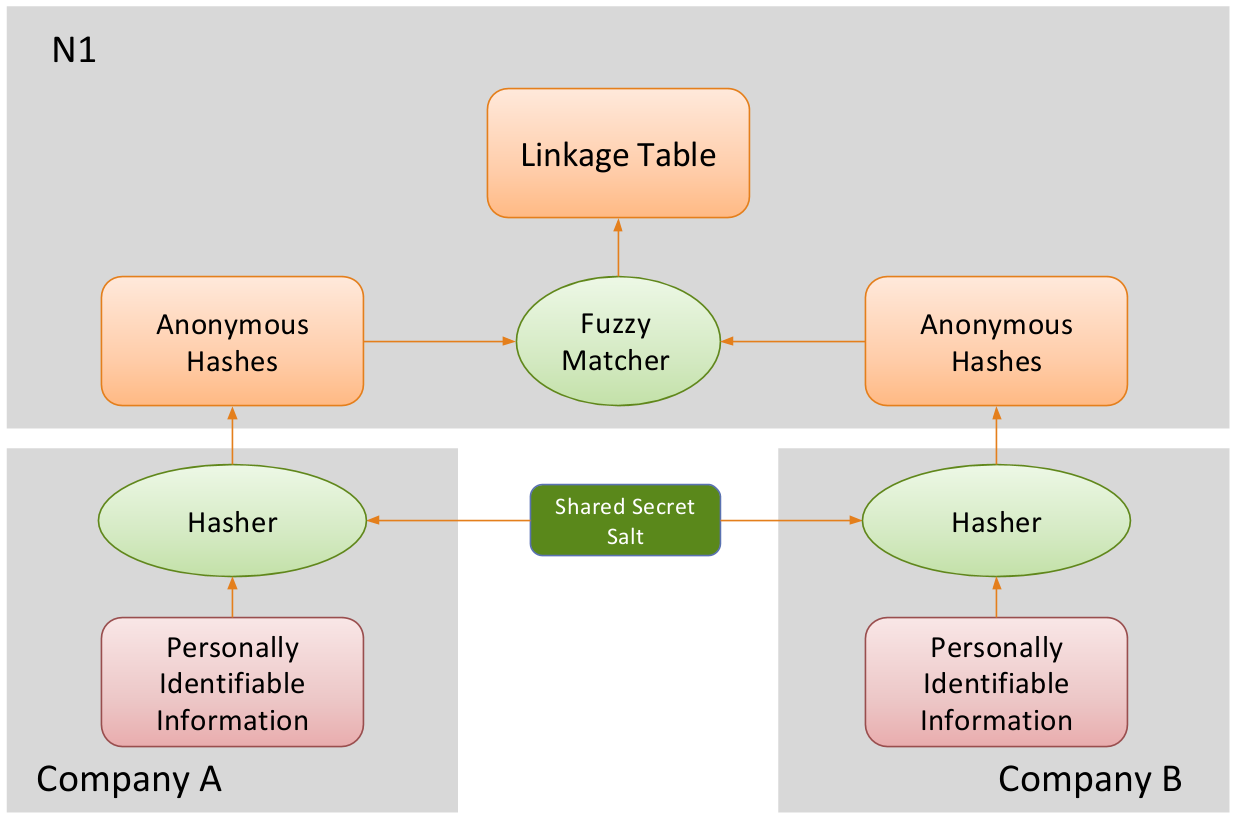 N1
Linkage Table
Anonymous
Hashes
Fuzzy
Matcher
Anonymous
Hashes
Hasher
Shared Secret
Salt
Hasher
Personally
Identifiable
Information
Personally
Identifiable
Information
Company A
Company B